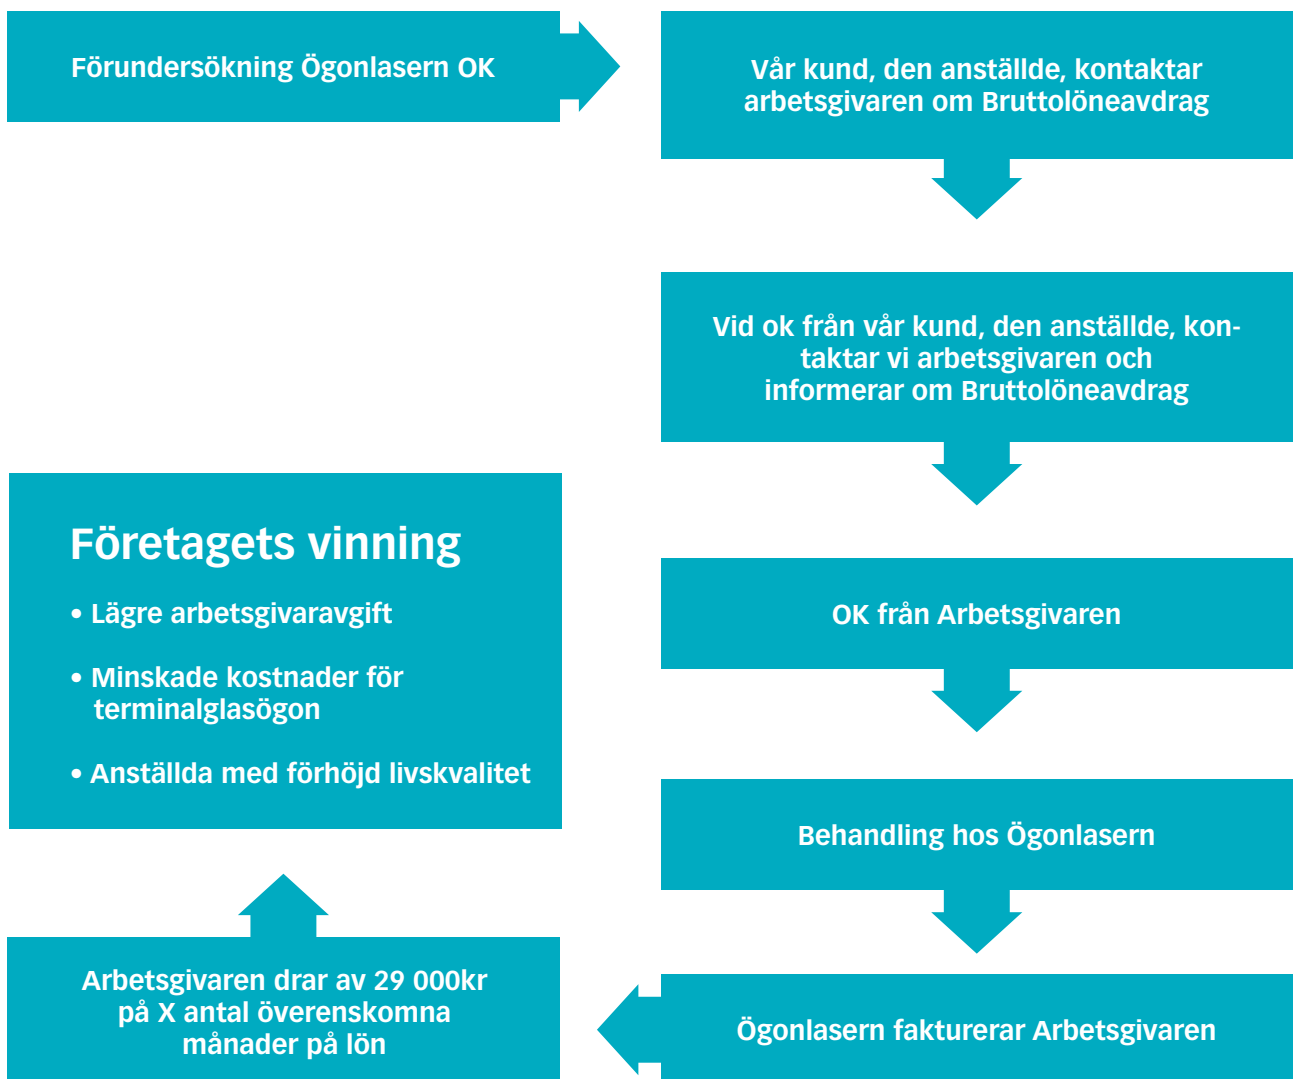 Förundersökning Ögonlasern OK
Vår kund, den anställde, kontaktar
arbetsgivaren om Bruttolöneavdrag
Vid ok från vår kund, den anställde, kon-
taktar vi arbetsgivaren och
informerar om Bruttolöneavdrag
OK från Arbetsgivaren
Behandling hos Ögonlasern
Ögonlasern fakturerar Arbetsgivaren
Arbetsgivaren drar av 29 000kr
på X antal överenskomna
månader på lön
Företagets vinning
• Lägre arbetsgivaravgift
• Minskade kostnader för
terminalglasögon
• Anställda med förhöjd livskvalitet